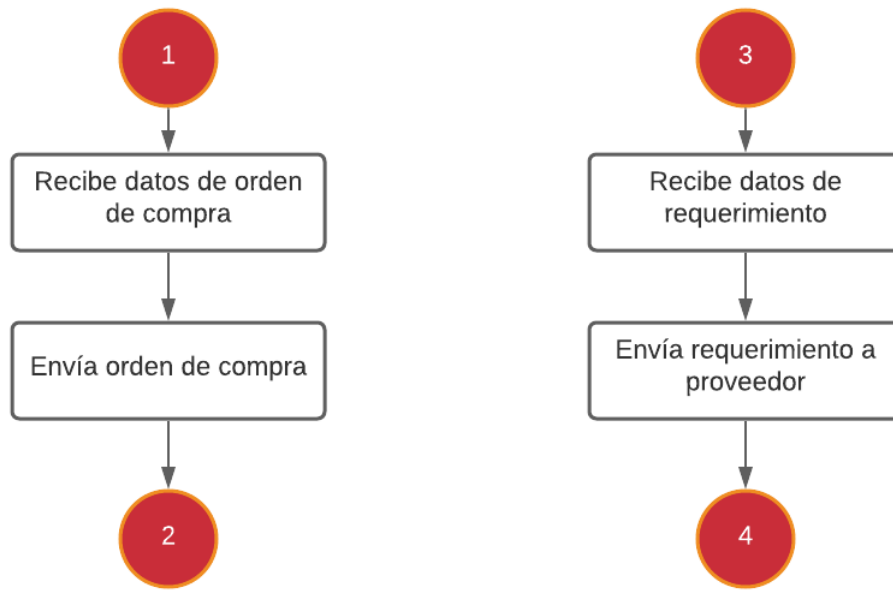 1
Recibe datos de orden
de compra
Envía orden de compra
2
3
Recibe datos de
requerimiento
Envía requerimiento a
proveedor
4